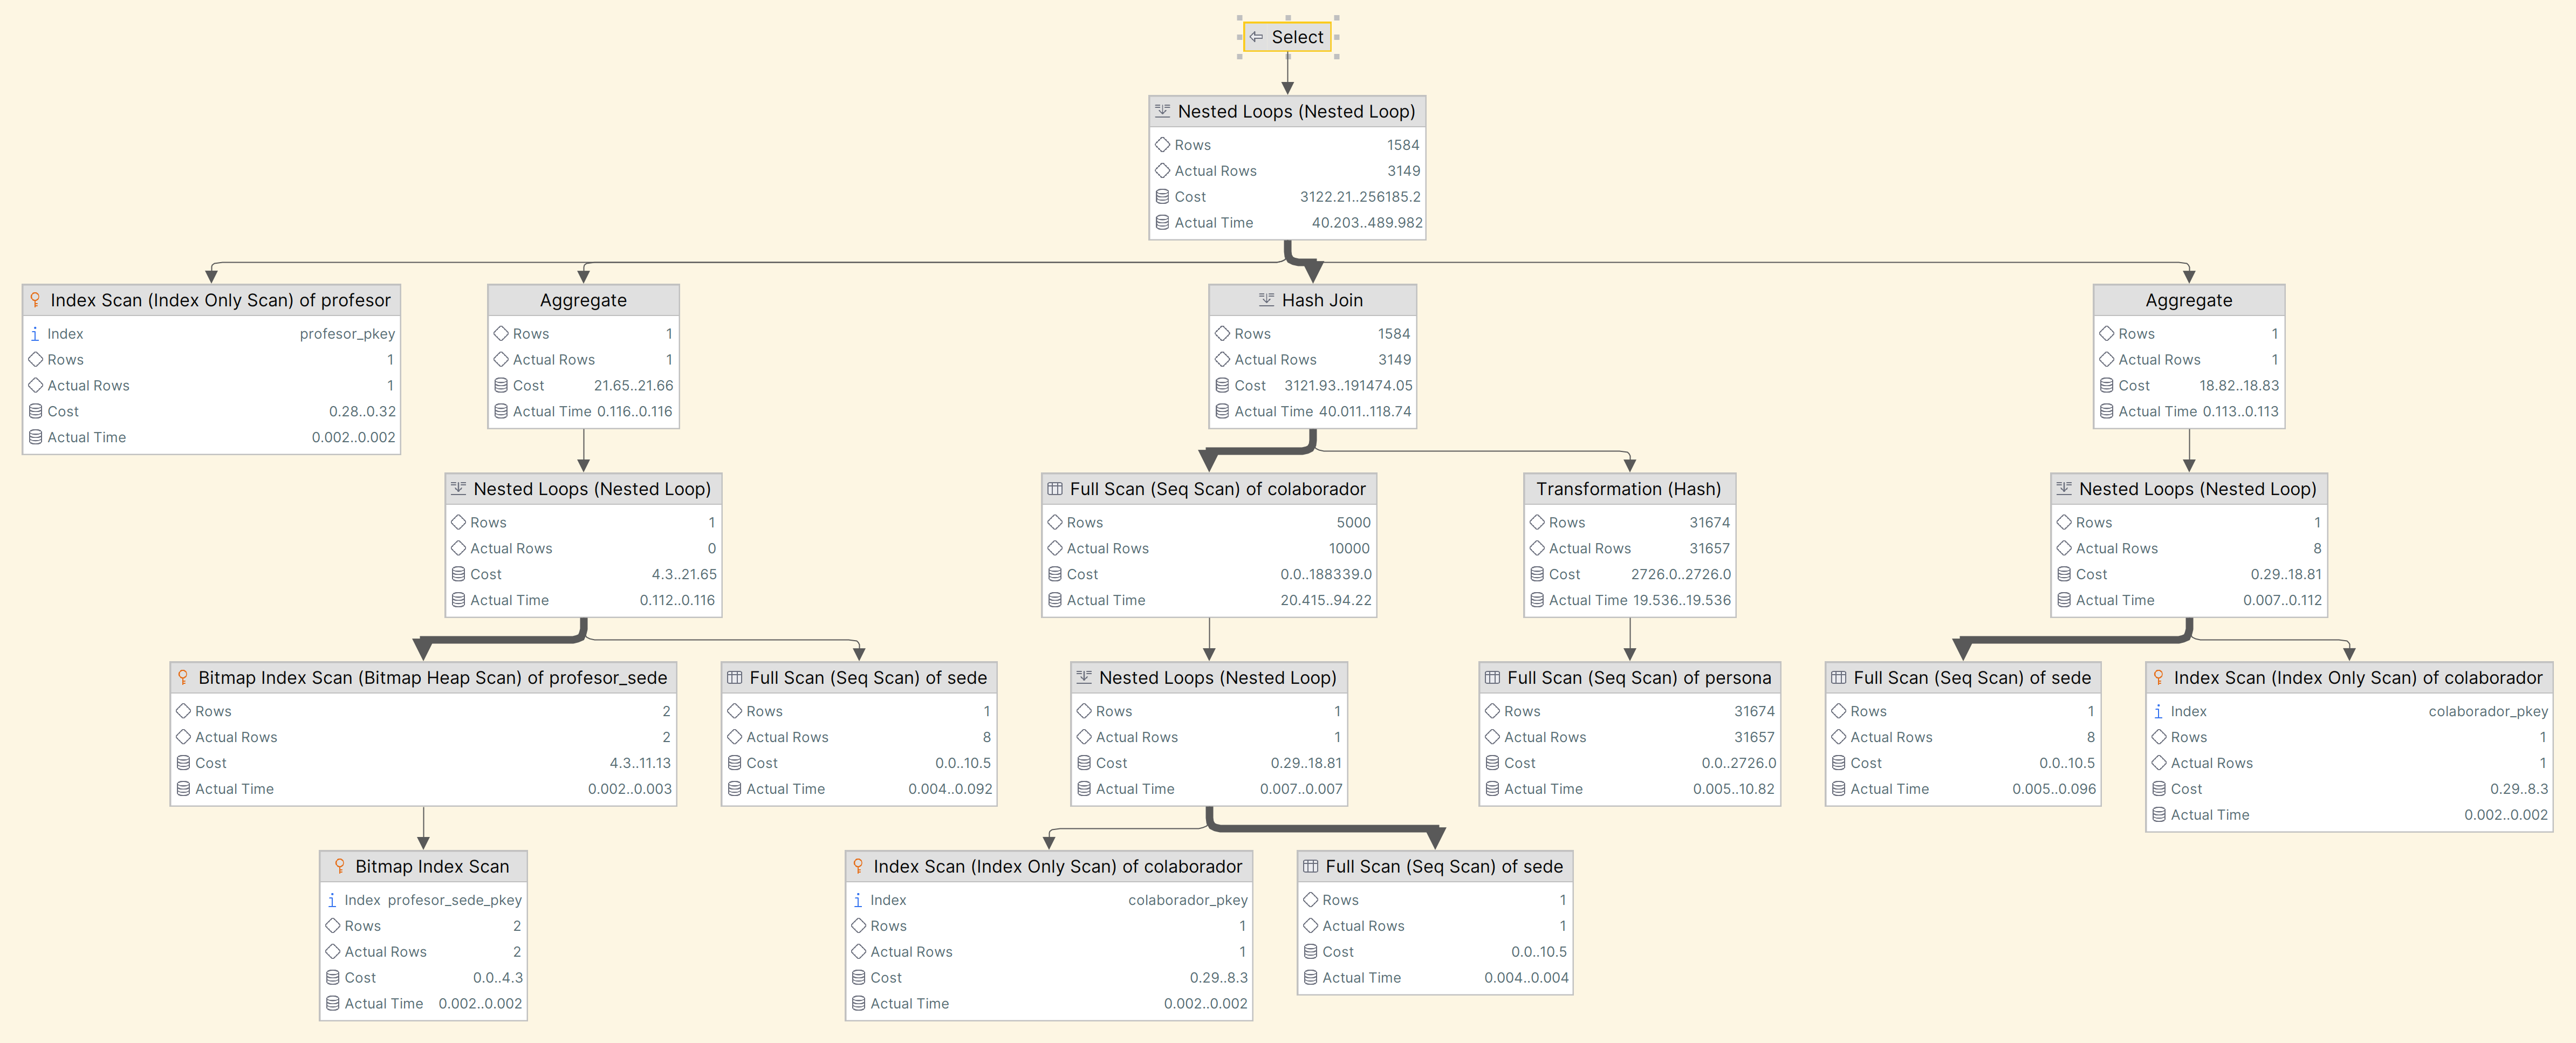 Select
Nested Loops (Nested Loop)
Rows 1584
Actual Rows 3149
Cost 3122.21..256185.2
Actual Time 40.203..489.982
Index Scan (Index Only Scan) of profesor
Index profesor_pkey
Rows 1
Actual Rows 1
Cost 0.28..0.32
Actual Time 0.002..0.002
Aggregate
Rows 1
Actual Rows 1
Cost 21.65..21.66
Actual Time 0.116..0.116
Hash Join
Rows 1584
Actual Rows 3149
Cost 3121.93..191474.05
Actual Time 40.011..118.74
Aggregate
Rows 1
Actual Rows 1
Cost 18.82..18.83
Actual Time 0.113..0.113
Nested Loops (Nested Loop)
Rows 1
Actual Rows 0
Cost 4.3..21.65
Actual Time 0.112..0.116
Full Scan (Seq Scan) of colaborador
Rows 5000
Actual Rows 10000
Cost 0.0..188339.0
Actual Time 20.415..94.22
Transformation (Hash)
Rows 31674
Actual Rows 31657
Cost 2726.0..2726.0
Actual Time 19.536..19.536
Nested Loops (Nested Loop)
Rows 1
Actual Rows 8
Cost 0.29..18.81
Actual Time 0.007..0.112
Bitmap Index Scan (Bitmap Heap Scan) of profesor_sede
Rows 2
Actual Rows 2
Cost 4.3..11.13
Actual Time 0.002..0.003
Full Scan (Seq Scan) of sede
Rows 1
Actual Rows 8
Cost 0.0..10.5
Actual Time 0.004..0.092
Nested Loops (Nested Loop)
Rows 1
Actual Rows 1
Cost 0.29..18.81
Actual Time 0.007..0.007
Full Scan (Seq Scan) of persona
Rows 31674
Actual Rows 31657
Cost 0.0..2726.0
Actual Time 0.005..10.82
Full Scan (Seq Scan) of sede
Rows 1
Actual Rows 8
Cost 0.0..10.5
Actual Time 0.005..0.096
Index Scan (Index Only Scan) of colaborador
Index colaborador_pkey
Rows 1
Actual Rows 1
Cost 0.29..8.3
Actual Time 0.002..0.002
Bitmap Index Scan
Index profesor_sede_pkey
Rows 2
Actual Rows 2
Cost 0.0..4.3
Actual Time 0.002..0.002
Index Scan (Index Only Scan) of colaborador
Index colaborador_pkey
Rows 1
Actual Rows 1
Cost 0.29..8.3
Actual Time 0.002..0.002
Full Scan (Seq Scan) of sede
Rows 1
Actual Rows 1
Cost 0.0..10.5
Actual Time 0.004..0.004